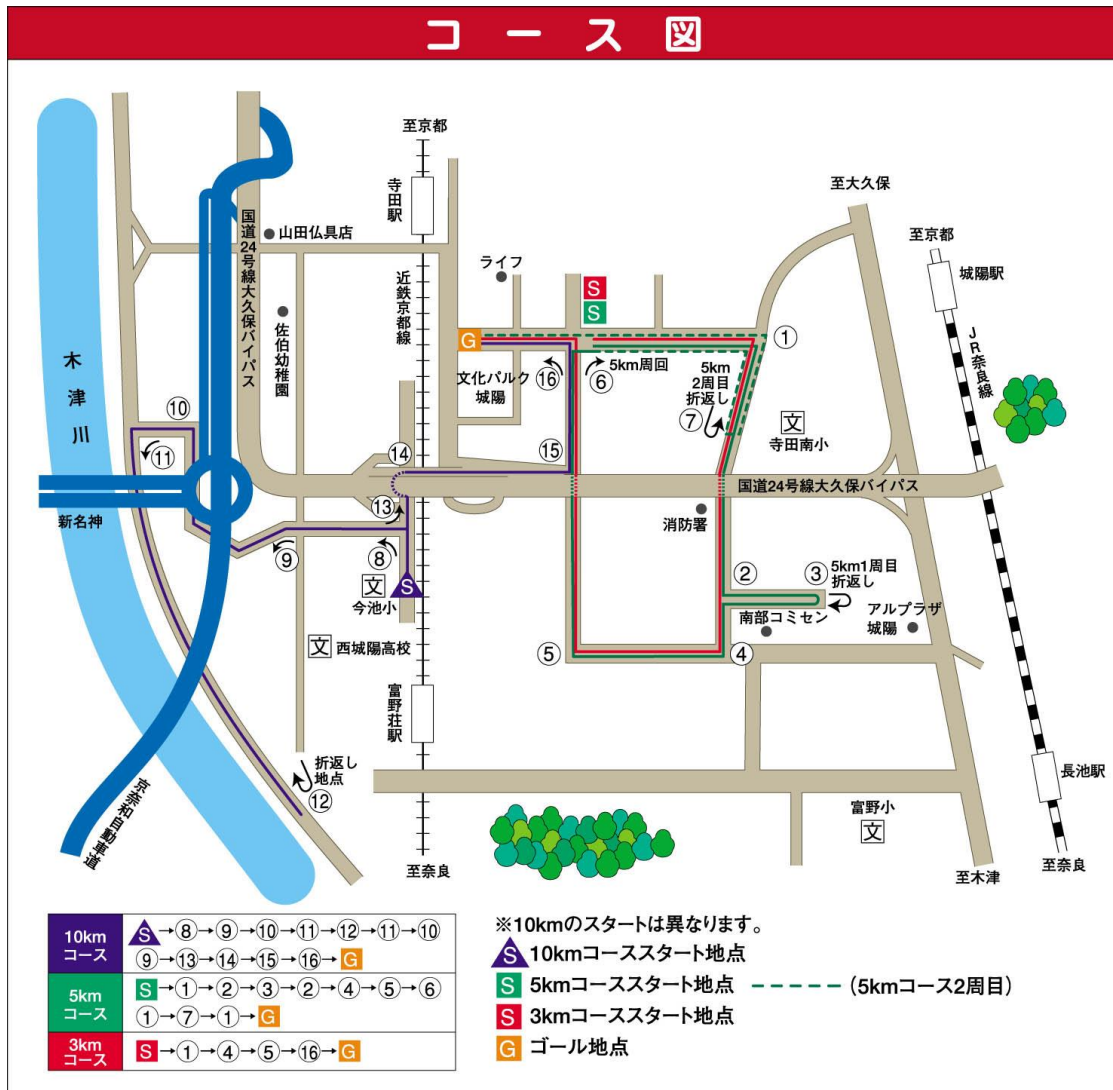 コース図
至京都
寺田駅
近鉄京都線
至大久保
至京都
城陽駅
JR奈良線
国道24号線大久保バイパス
山田仏具店
佐伯幼稚園
ライフ
S
S
G
①
木津川
文化パルク
城陽
⑯
⑥
5km周回
5km
2周目
折返し
⑦
文
寺田南小
⑩
⑪
⑭
⑮
国道24号線大久保バイパス
新名神
⑬
消防署
⑨
⑧
S
文
今池小
②
③
5km1周目
折返し
南部コミセン
アルプラザ
城陽
文
西城陽高校
⑤
④
富野荘駅
折返し
地点
⑫
長池駅
京奈和自動車道
富野小
文
至奈良
至木津
至奈良
10km
コース
S→⑧→⑨→⑩→⑪→⑫→⑪→⑩
⑨→⑬→⑭→⑮→⑯→G
5km
コース
S→①→②→③→②→④→⑤→⑥
①→⑦→①→G
3km
コース
S→①→④→⑤→⑯→G
※10kmのスタートは異なります。
S 10kmコーススタート地点
S 5kmコーススタート地点 (5kmコース2周目)
S 3kmコーススタート地点
G ゴール地点